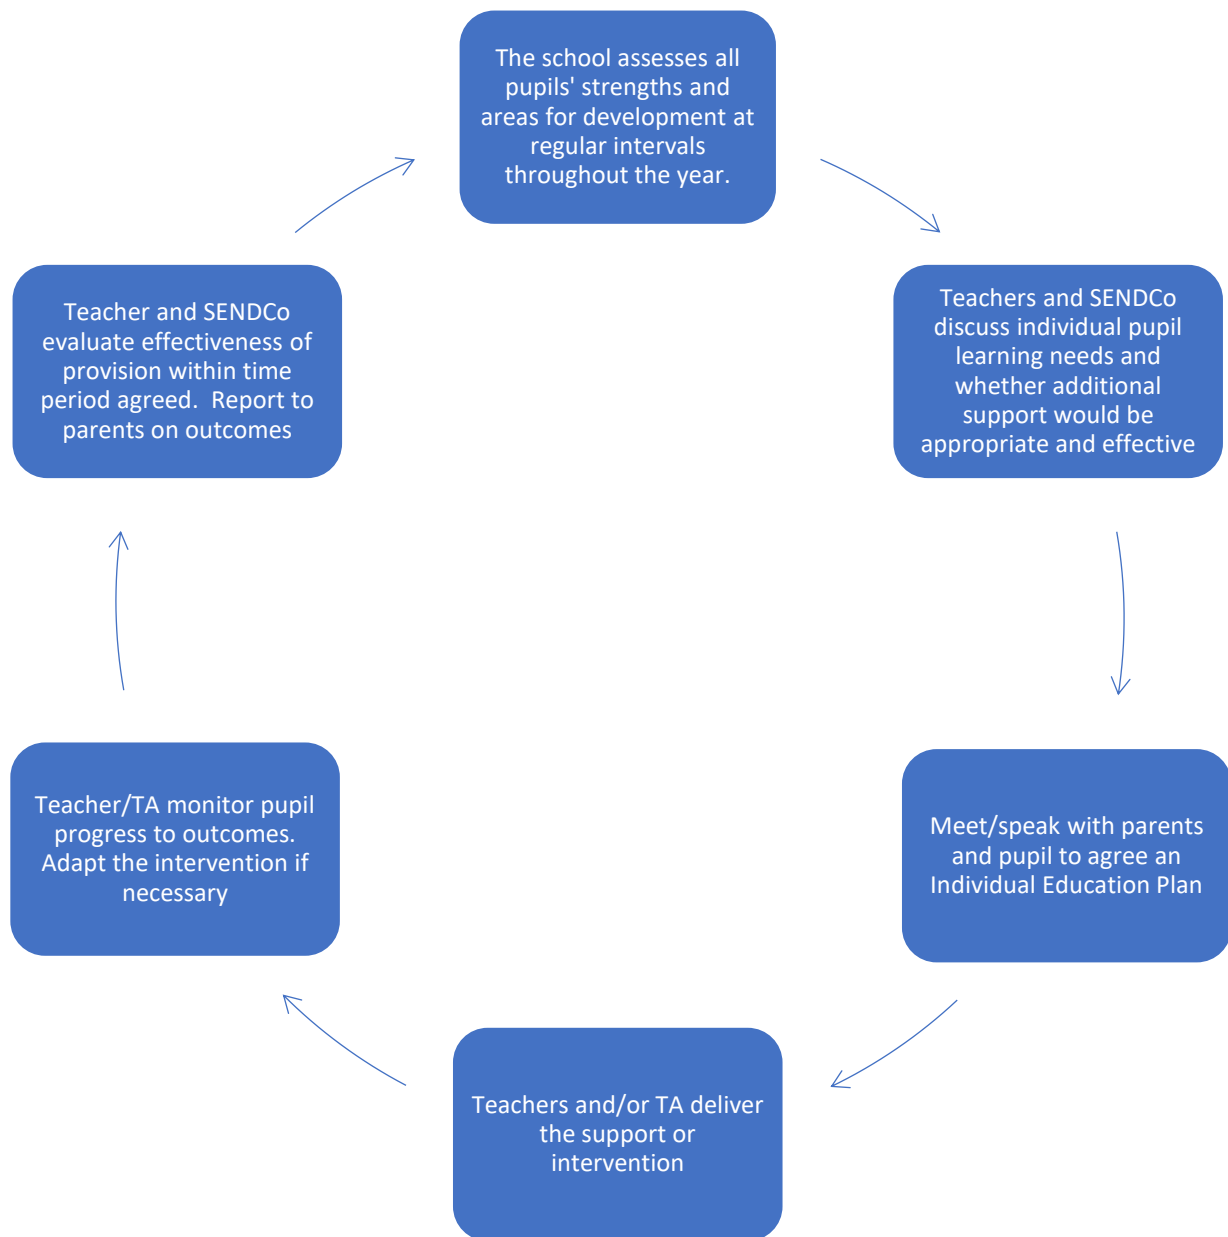 The school assesses all
pupils' strengths and
areas for development at
regular intervals
throughout the year.
Teachers and SENDCo
discuss individual pupil
learning needs and
whether additional
support would be
appropriate and effective
Meet/speak with parents
and pupil to agree an
Individual Education Plan
Teachers and/or TA deliver
the support or
intervention
Teacher/TA monitor pupil
progress to outcomes.
Adapt the intervention if
necessary
Teacher and SENDCo
evaluate effectiveness of
provision within time
period agreed.  Report to
parents on outcomes